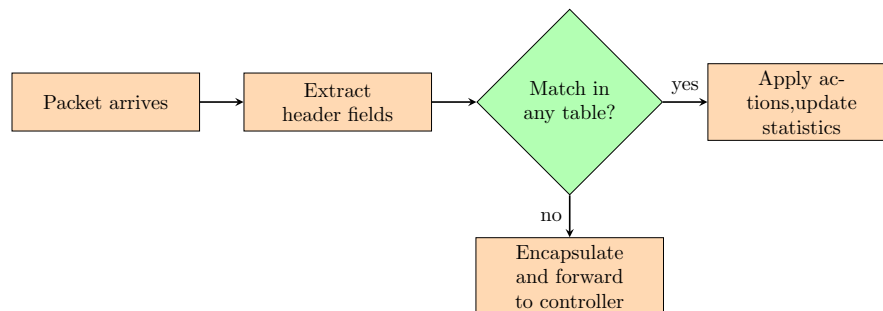 Packet arrives
Extract
header fields
Match in
any table?
yes
Apply ac-
tions,update
statistics
no
Encapsulate
and forward
to controller